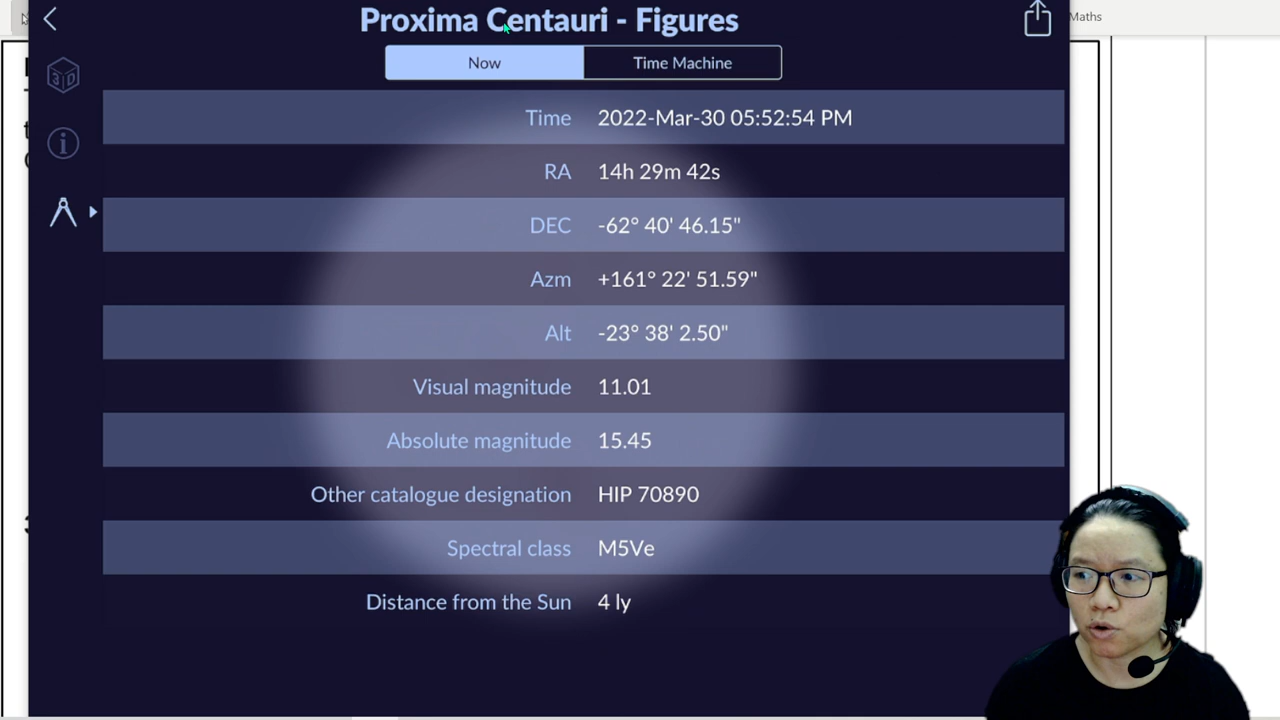 Proxima Centauri - Figures
Maths
Now
Time Machine
3D
Time 2022-Mar-30 05:52:54 PM
RA 14h 29m 42s
DEC -62° 40' 46.15"
Azm +161° 22' 51.59"
Alt -23° 38' 2.50"
Visual magnitude 11.01
Absolute magnitude 15.45
Other catalogue designation HIP 70890
Spectral class M5Ve
Distance from the Sun 4 ly